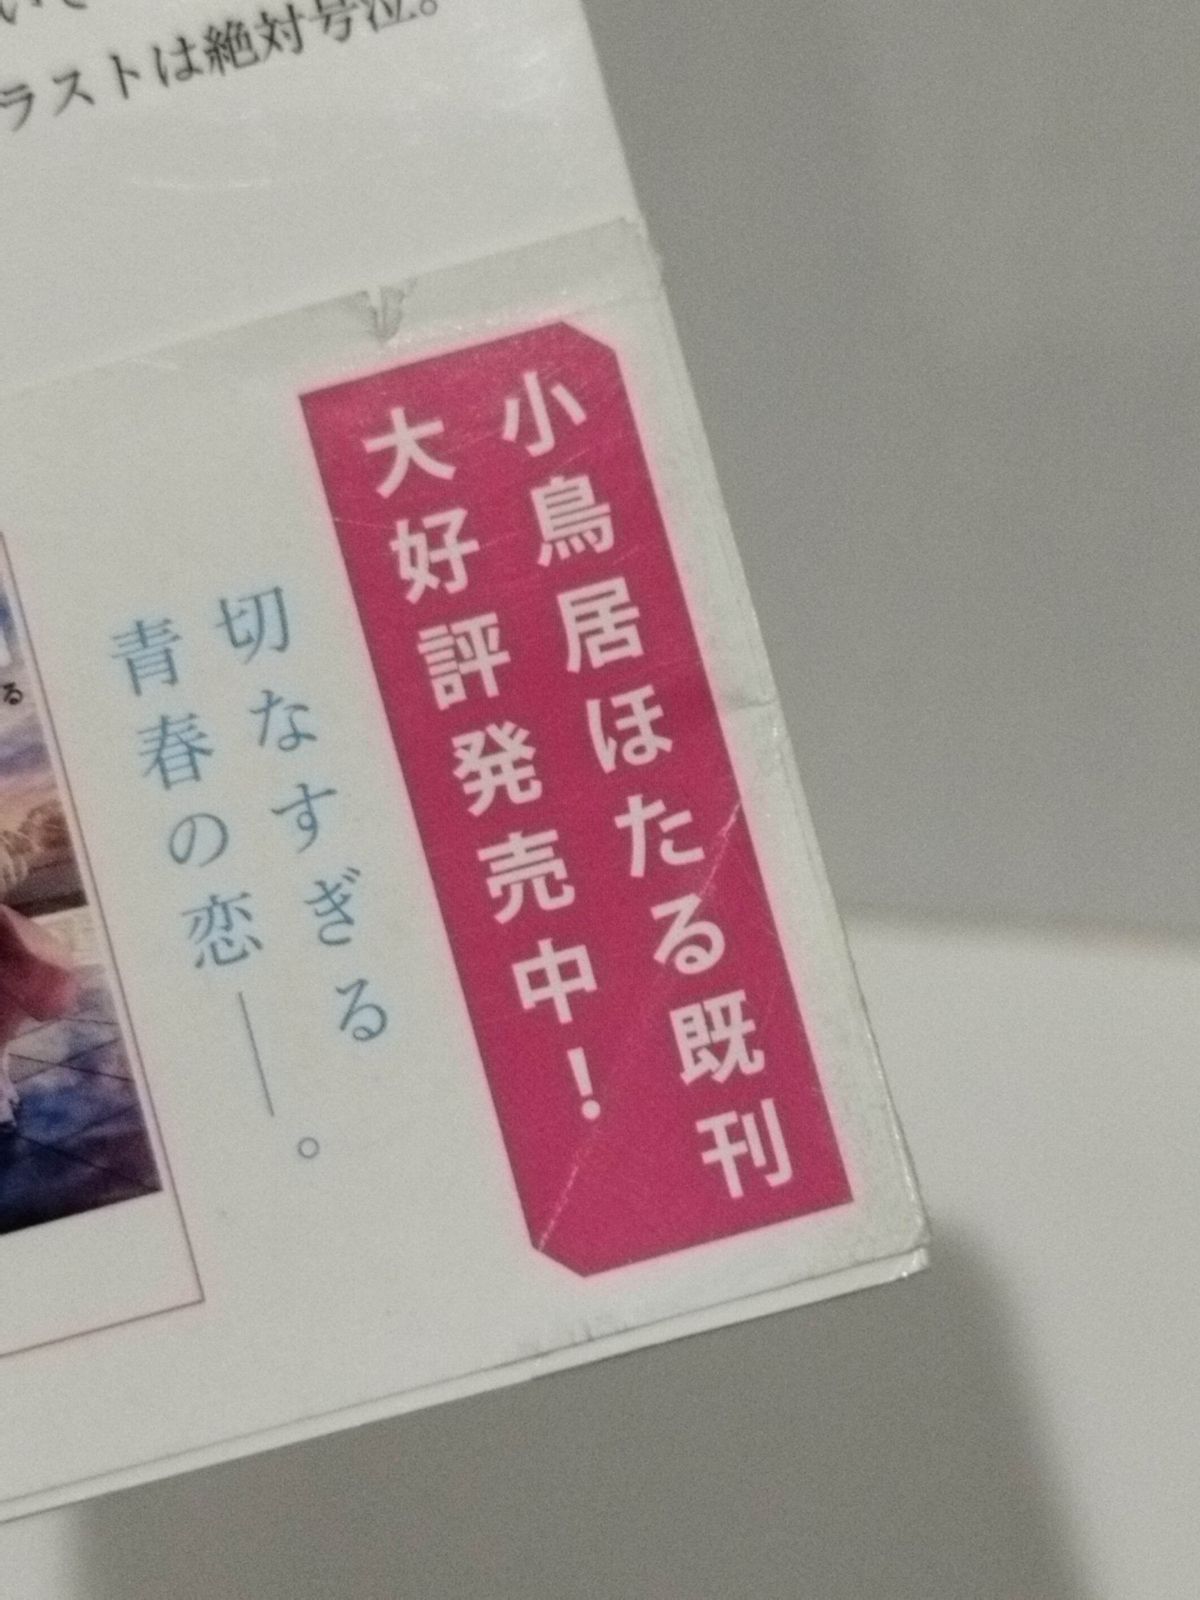 ラストは絶対号泣。
小鳥居ほたる既刊
大好評発売中！
切なすぎる
青春の恋――。
る